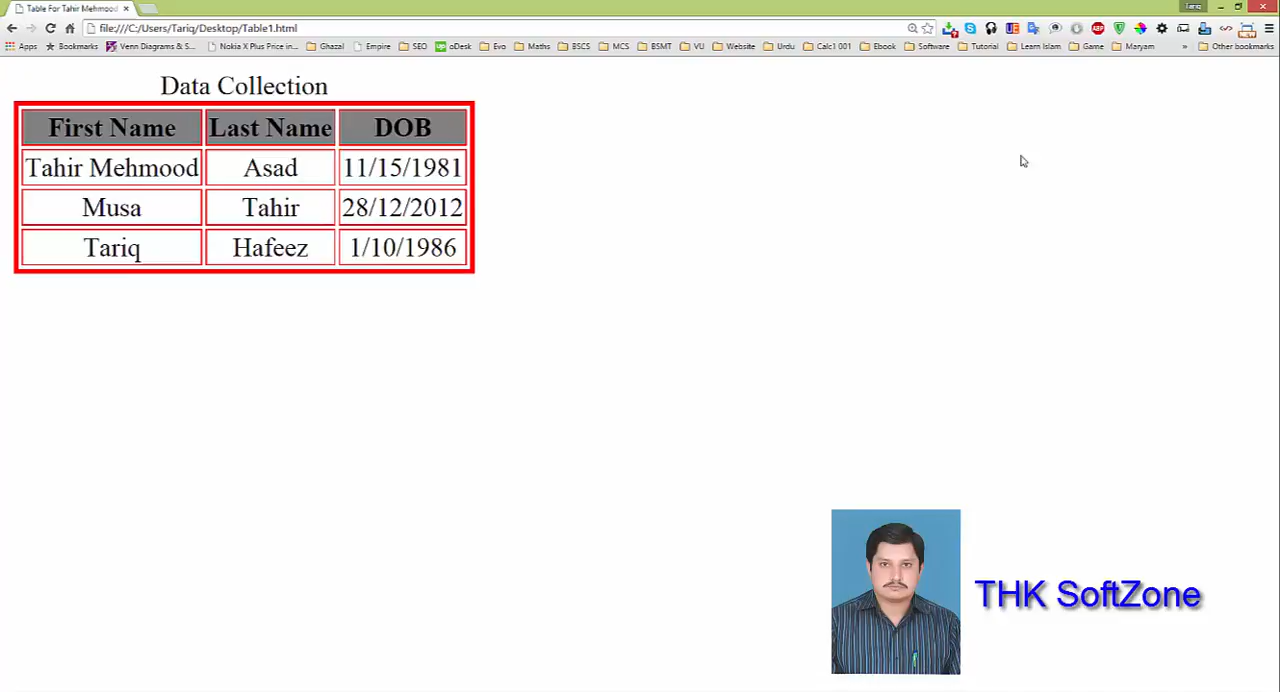 Table For Tahir Mehmood
Tariq
file:///C:/Users/Tariq/Desktop/Table1.html
Apps Bookmarks Venn Diagrams & S... Nokia X Plus Price in... Ghazal Empire SEO oDesk Evo Maths BSCS MCS BSMT VU Website Urdu Calc1 001 Ebook Software Tutorial Learn Islam Game Maryam » Other bookmarks
Data Collection
First Name Last Name DOB
Tahir Mehmood Asad 11/15/1981
Musa Tahir 28/12/2012
Tariq Hafeez 1/10/1986
THK SoftZone